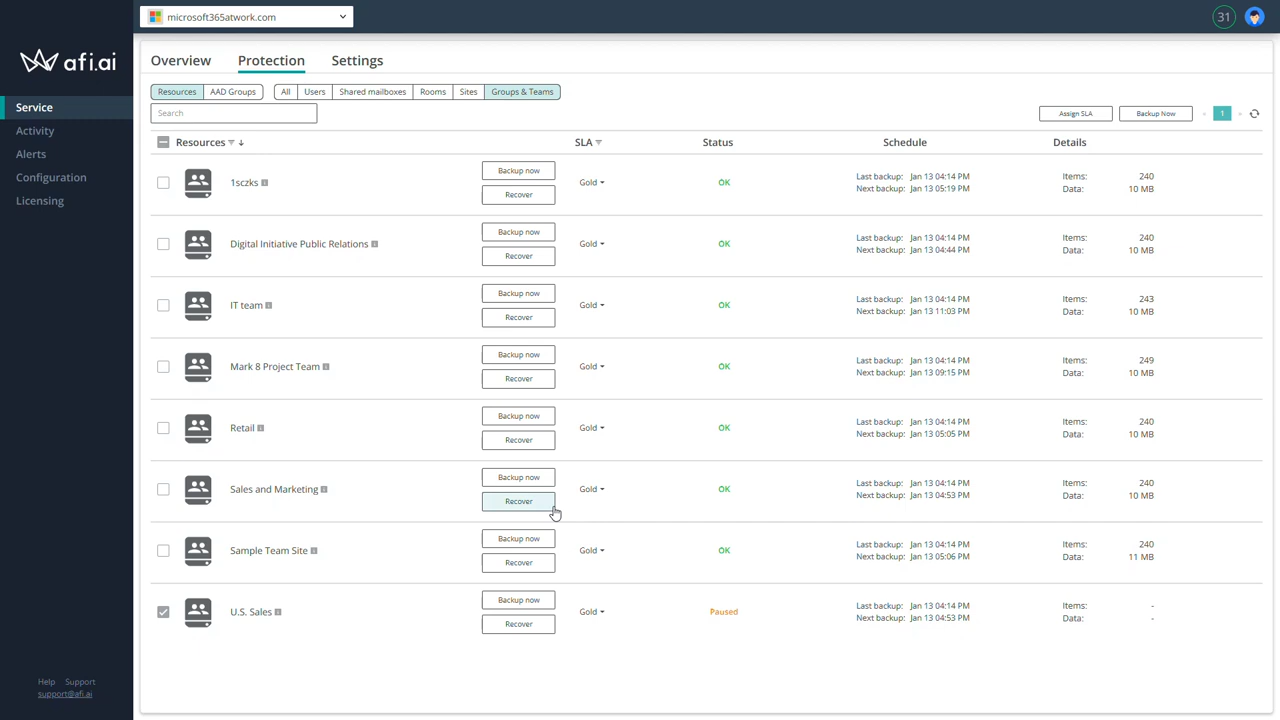 microsoft365atwork.com
31
afi.ai
Service
Activity
Alerts
Configuration
Licensing
Help Support
support@afi.ai
Overview Protection Settings
Resources AAD Groups All Users Shared mailboxes Rooms Sites Groups & Teams
Search
Assign SLA Backup Now « 1 »
Resources SLA Status Schedule Details
1sczks Backup now Recover Gold OK Last backup: Jan 13 04:14 PM Items: 240
Next backup: Jan 13 05:19 PM Data: 10 MB
Digital Initiative Public Relations Backup now Recover Gold OK Last backup: Jan 13 04:14 PM Items: 240
Next backup: Jan 13 04:44 PM Data: 10 MB
IT team Backup now Recover Gold OK Last backup: Jan 13 04:14 PM Items: 243
Next backup: Jan 13 11:03 PM Data: 10 MB
Mark 8 Project Team Backup now Recover Gold OK Last backup: Jan 13 04:14 PM Items: 249
Next backup: Jan 13 09:15 PM Data: 10 MB
Retail Backup now Recover Gold OK Last backup: Jan 13 04:14 PM Items: 240
Next backup: Jan 13 05:05 PM Data: 10 MB
Sales and Marketing Backup now Recover Gold OK Last backup: Jan 13 04:14 PM Items: 240
Next backup: Jan 13 04:53 PM Data: 10 MB
Sample Team Site Backup now Recover Gold OK Last backup: Jan 13 04:14 PM Items: 240
Next backup: Jan 13 05:06 PM Data: 11 MB
U.S. Sales Backup now Recover Gold Paused Last backup: Jan 13 04:14 PM Items: -
Next backup: Jan 13 04:53 PM Data: -